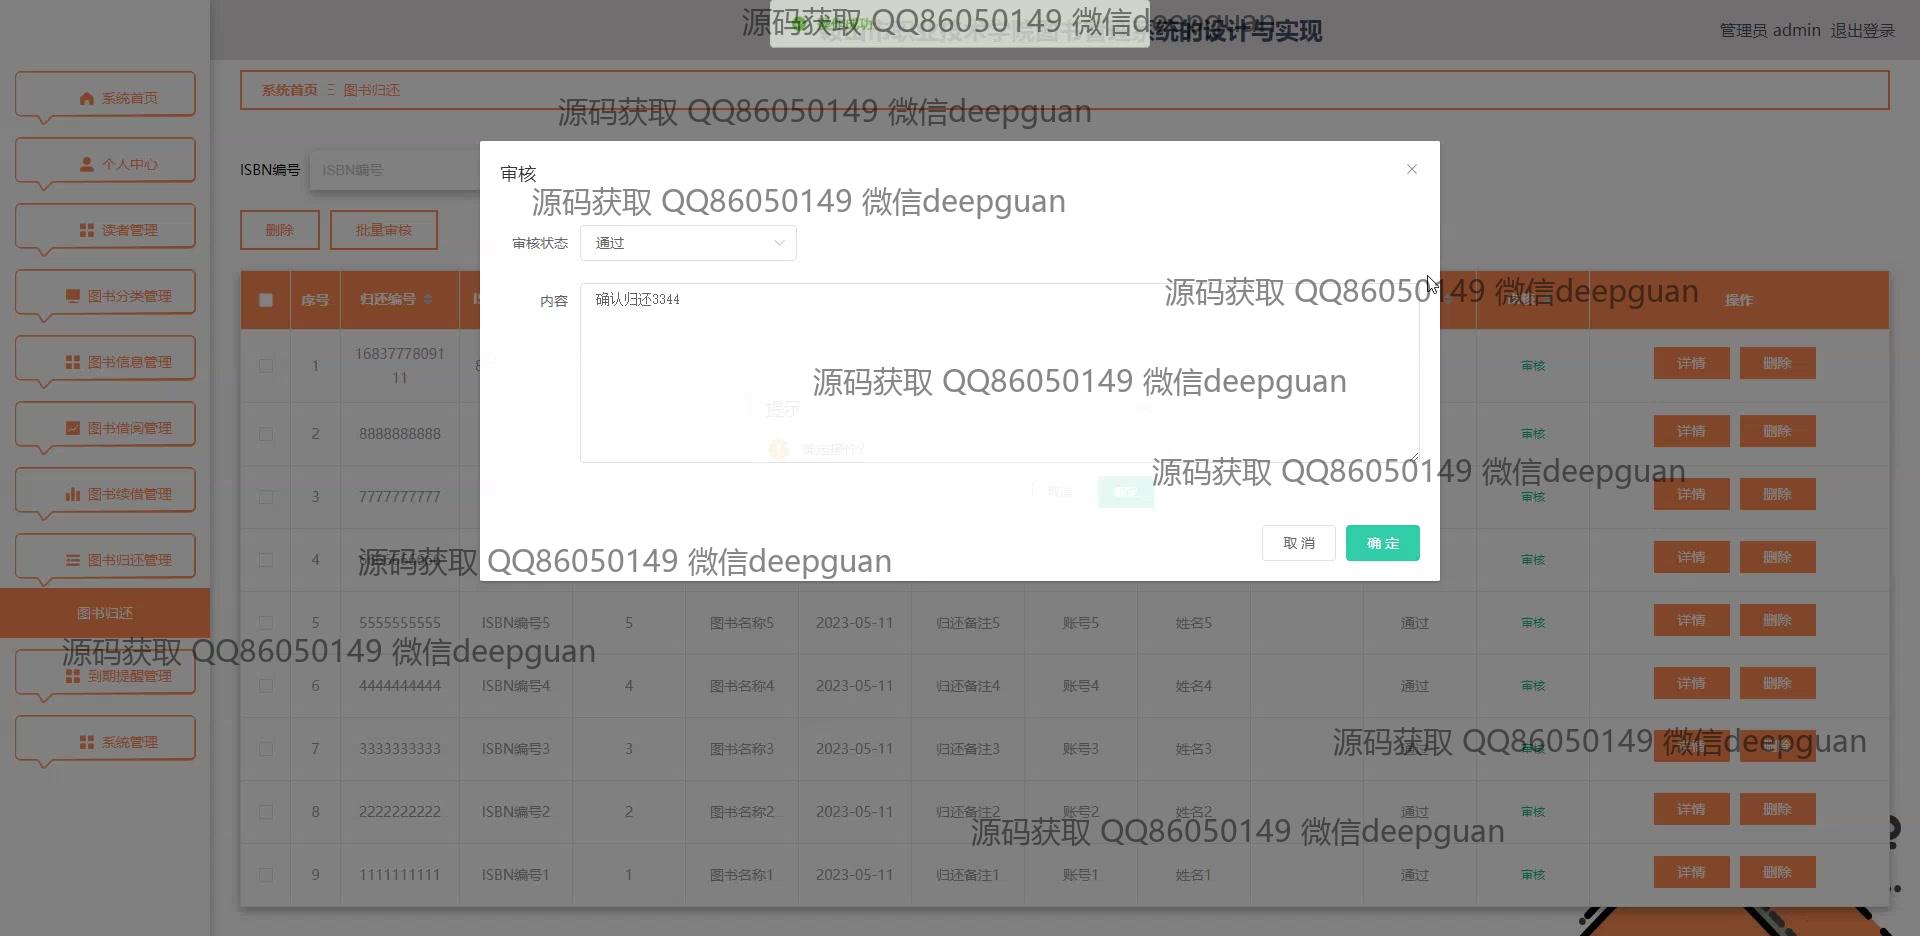 源码获取 QQ86050149 微信deepguan
系统的设计与实现
管理员 admin 退出登录
系统首页
个人中心
读者管理
图书分类管理
图书信息管理
图书借阅管理
图书续借管理
图书归还管理
图书归还
到期提醒管理
系统管理
系统首页 图书归还
源码获取 QQ86050149 微信deepguan
ISBN编号 ISBN编号
删除 批量审核
审核
源码获取 QQ86050149 微信deepguan
审核状态 通过
内容 确认归还3344
源码获取 QQ86050149 微信deepguan
源码获取 QQ86050149 微信deepguan
提示
确定操作?
取消 确定
源码获取 QQ86050149 微信deepguan
取消 确定
源码获取 QQ86050149 微信deepguan
序号 归还编号 操作
1 16837778091 审核 详情 删除
11
2 8888888888 审核 详情 删除
3 7777777777 审核 详情 删除
4 审核 详情 删除
5 5555555555 ISBN编号5 5 图书名称5 2023-05-11 归还备注5 账号5 姓名5 通过 审核 详情 删除
源码获取 QQ86050149 微信deepguan
6 4444444444 ISBN编号4 4 图书名称4 2023-05-11 归还备注4 账号4 姓名4 通过 审核 详情 删除
7 3333333333 ISBN编号3 3 图书名称3 2023-05-11 归还备注3 账号3 姓名3 通过 审核 详情 删除
源码获取 QQ86050149 微信deepguan
8 2222222222 ISBN编号2 2 图书名称2 2023-05-11 归还备注2 账号2 姓名2 通过 审核 详情 删除
源码获取 QQ86050149 微信deepguan
9 1111111111 ISBN编号1 1 图书名称1 2023-05-11 归还备注1 账号1 姓名1 通过 审核 详情 删除